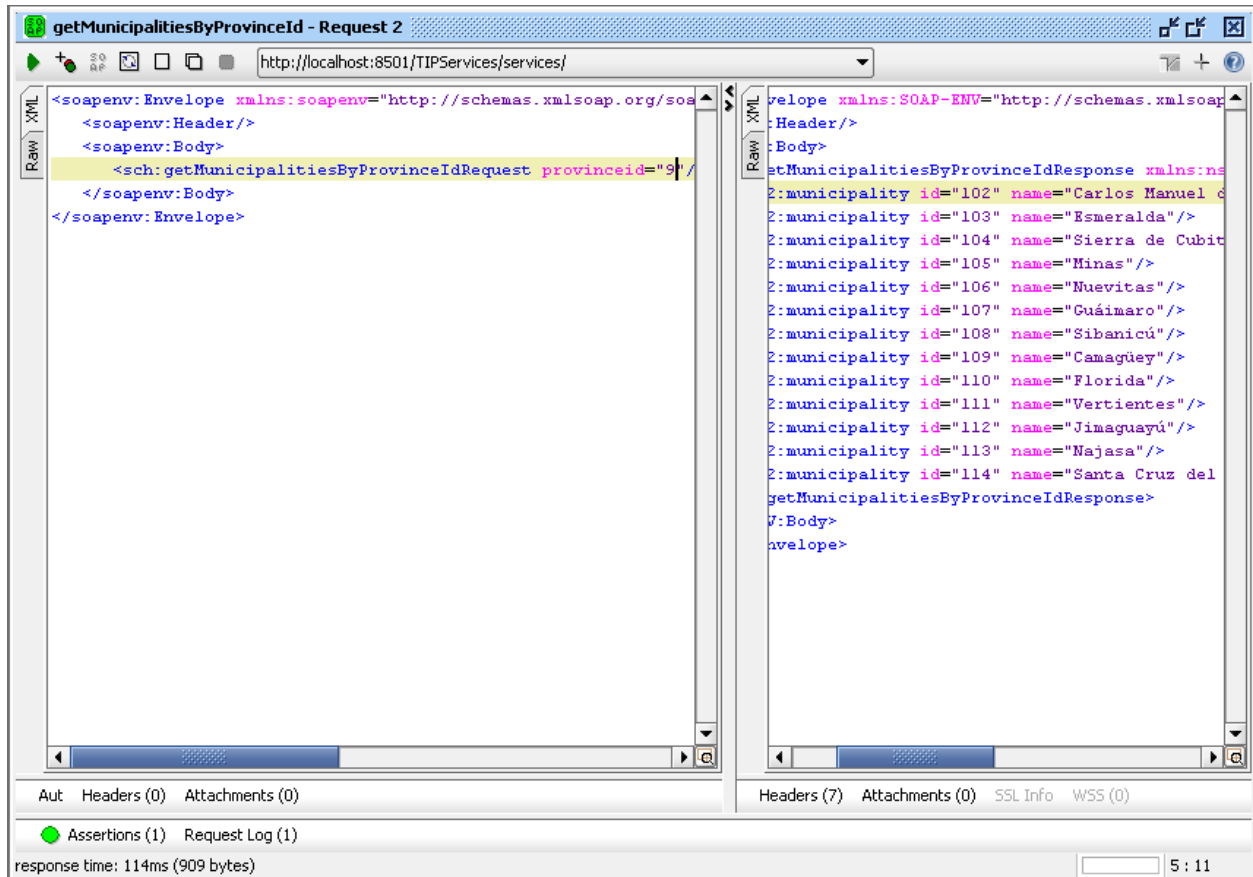 getMunicipalitiesByProvinceId - Request 2
http://localhost:8501/TIPServices/services/
XML
Raw
<soapenv:Envelope xmlns:soapenv="http://schemas.xmlsoap.org/soa
<soapenv:Header/>
<soapenv:Body>
<sch:getMunicipalitiesByProvinceIdRequest provinceid="9"/
</soapenv:Body>
</soapenv:Envelope>
Aut Headers (0) Attachments (0)
XML
Raw
velope xmlns:SOAP-ENV="http://schemas.xmlsoap
:Header/>
:Body>
etMunicipalitiesByProvinceIdResponse xmlns:ns
2:municipality id="102" name="Carlos Manuel d
2:municipality id="103" name="Esmeralda"/>
2:municipality id="104" name="Sierra de Cubit
2:municipality id="105" name="Minas"/>
2:municipality id="106" name="Nuevitas"/>
2:municipality id="107" name="Guáimaro"/>
2:municipality id="108" name="Sibanicú"/>
2:municipality id="109" name="Camagüey"/>
2:municipality id="110" name="Florida"/>
2:municipality id="111" name="Vertientes"/>
2:municipality id="112" name="Jimaguayú"/>
2:municipality id="113" name="Najasa"/>
2:municipality id="114" name="Santa Cruz del
getMunicipalitiesByProvinceIdResponse>
V:Body>
nvelope>
Headers (7) Attachments (0) SSL Info WSS (0)
Assertions (1) Request Log (1)
response time: 114ms (909 bytes)
5 : 11